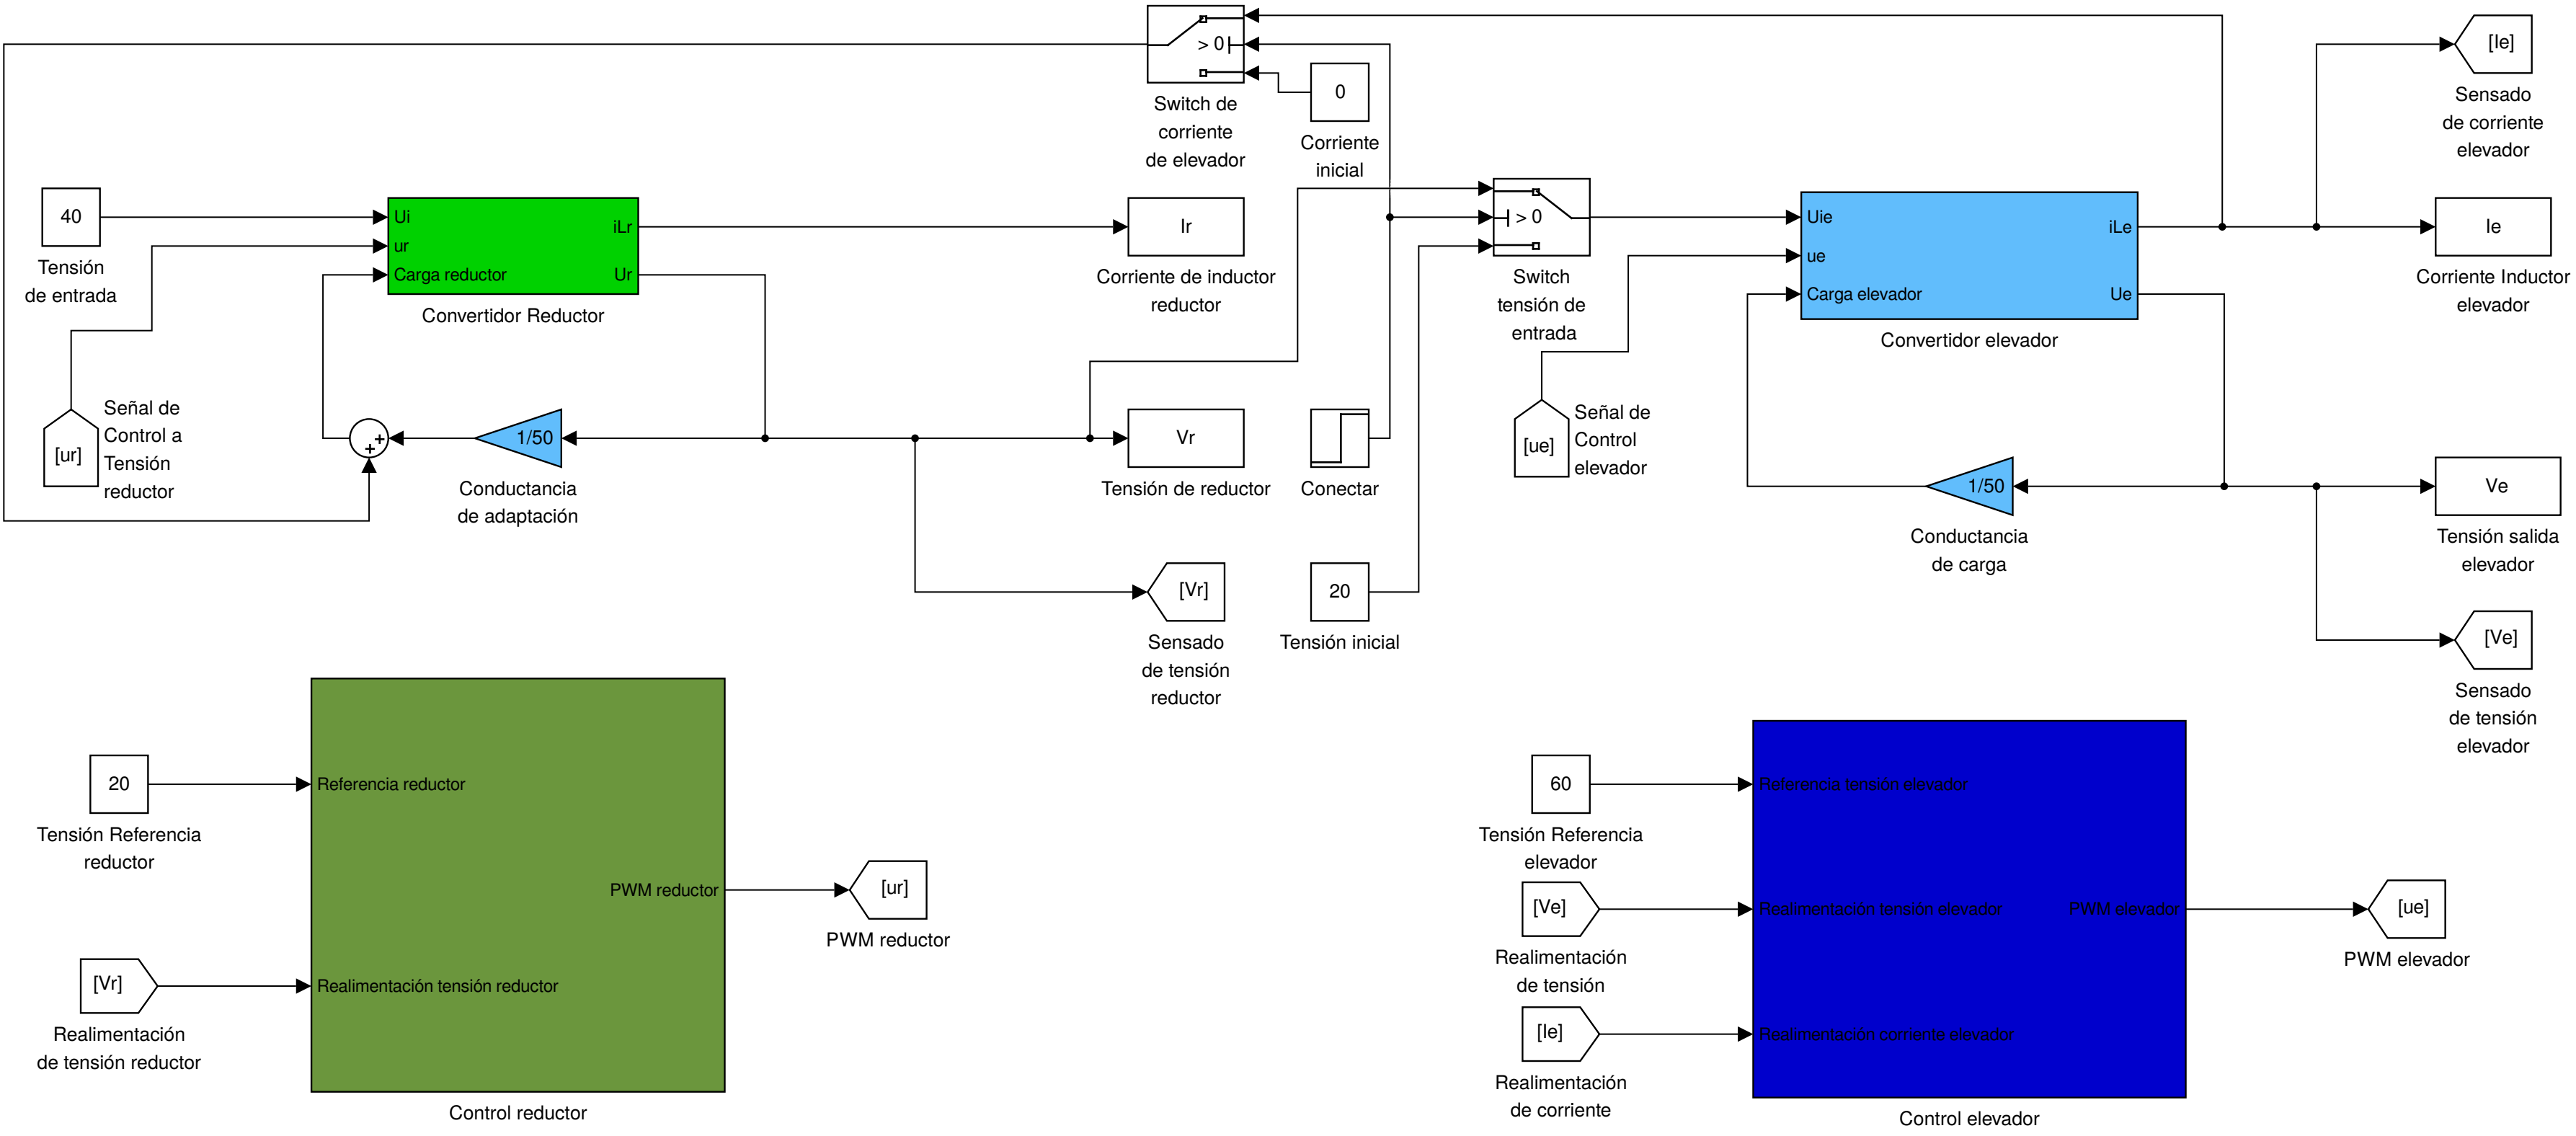 > 0
Switch de
corriente
de elevador
0
Corriente
inicial
[Ie]
Sensado
de corriente
elevador
40
Tensión
de entrada
Ui
ur
Carga reductor
iLr
Ur
Convertidor Reductor
Ir
Corriente de inductor
reductor
> 0
Switch
tensión de
entrada
Uie
ue
Carga elevador
iLe
Ue
Convertidor elevador
Ie
Corriente Inductor
elevador
[ur]
Señal de
Control a
Tensión
reductor
+
+
1/50
Conductancia
de adaptación
Vr
Tensión de reductor
Conectar
[ue]
Señal de
Control
elevador
1/50
Conductancia
de carga
Ve
Tensión salida
elevador
[Vr]
Sensado
de tensión
reductor
20
Tensión inicial
[Ve]
Sensado
de tensión
elevador
20
Tensión Referencia
reductor
[Vr]
Realimentación
de tensión reductor
Referencia reductor
Realimentación tensión reductor
PWM reductor
Control reductor
[ur]
PWM reductor
60
Tensión Referencia
elevador
[Ve]
Realimentación
de tensión
[Ie]
Realimentación
de corriente
Referencia tensión elevador
Realimentación tensión elevador
Realimentación corriente elevador
PWM elevador
Control elevador
[ue]
PWM elevador